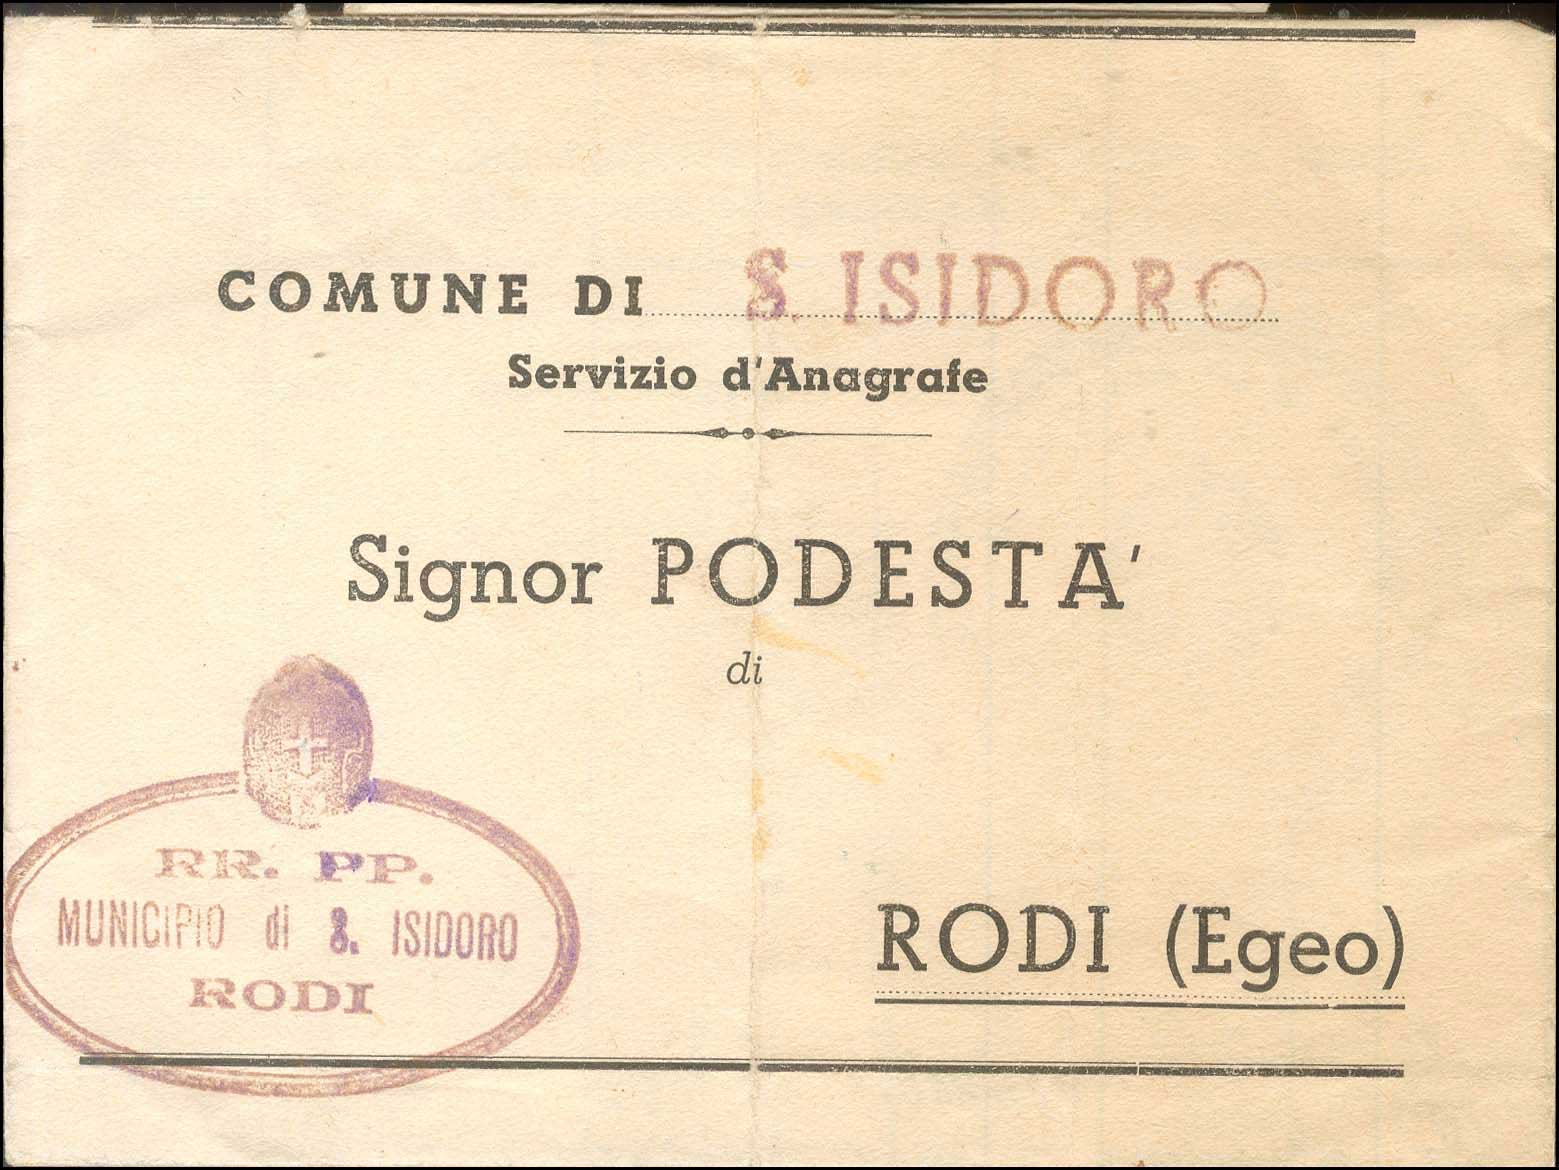 COMUNE DI S. ISIDORO
Servizio d'Anagrafe
Signor PODESTA'
di
RODI (Egeo)
RR. PP.
MUNICIPIO di S. ISIDORO
RODI